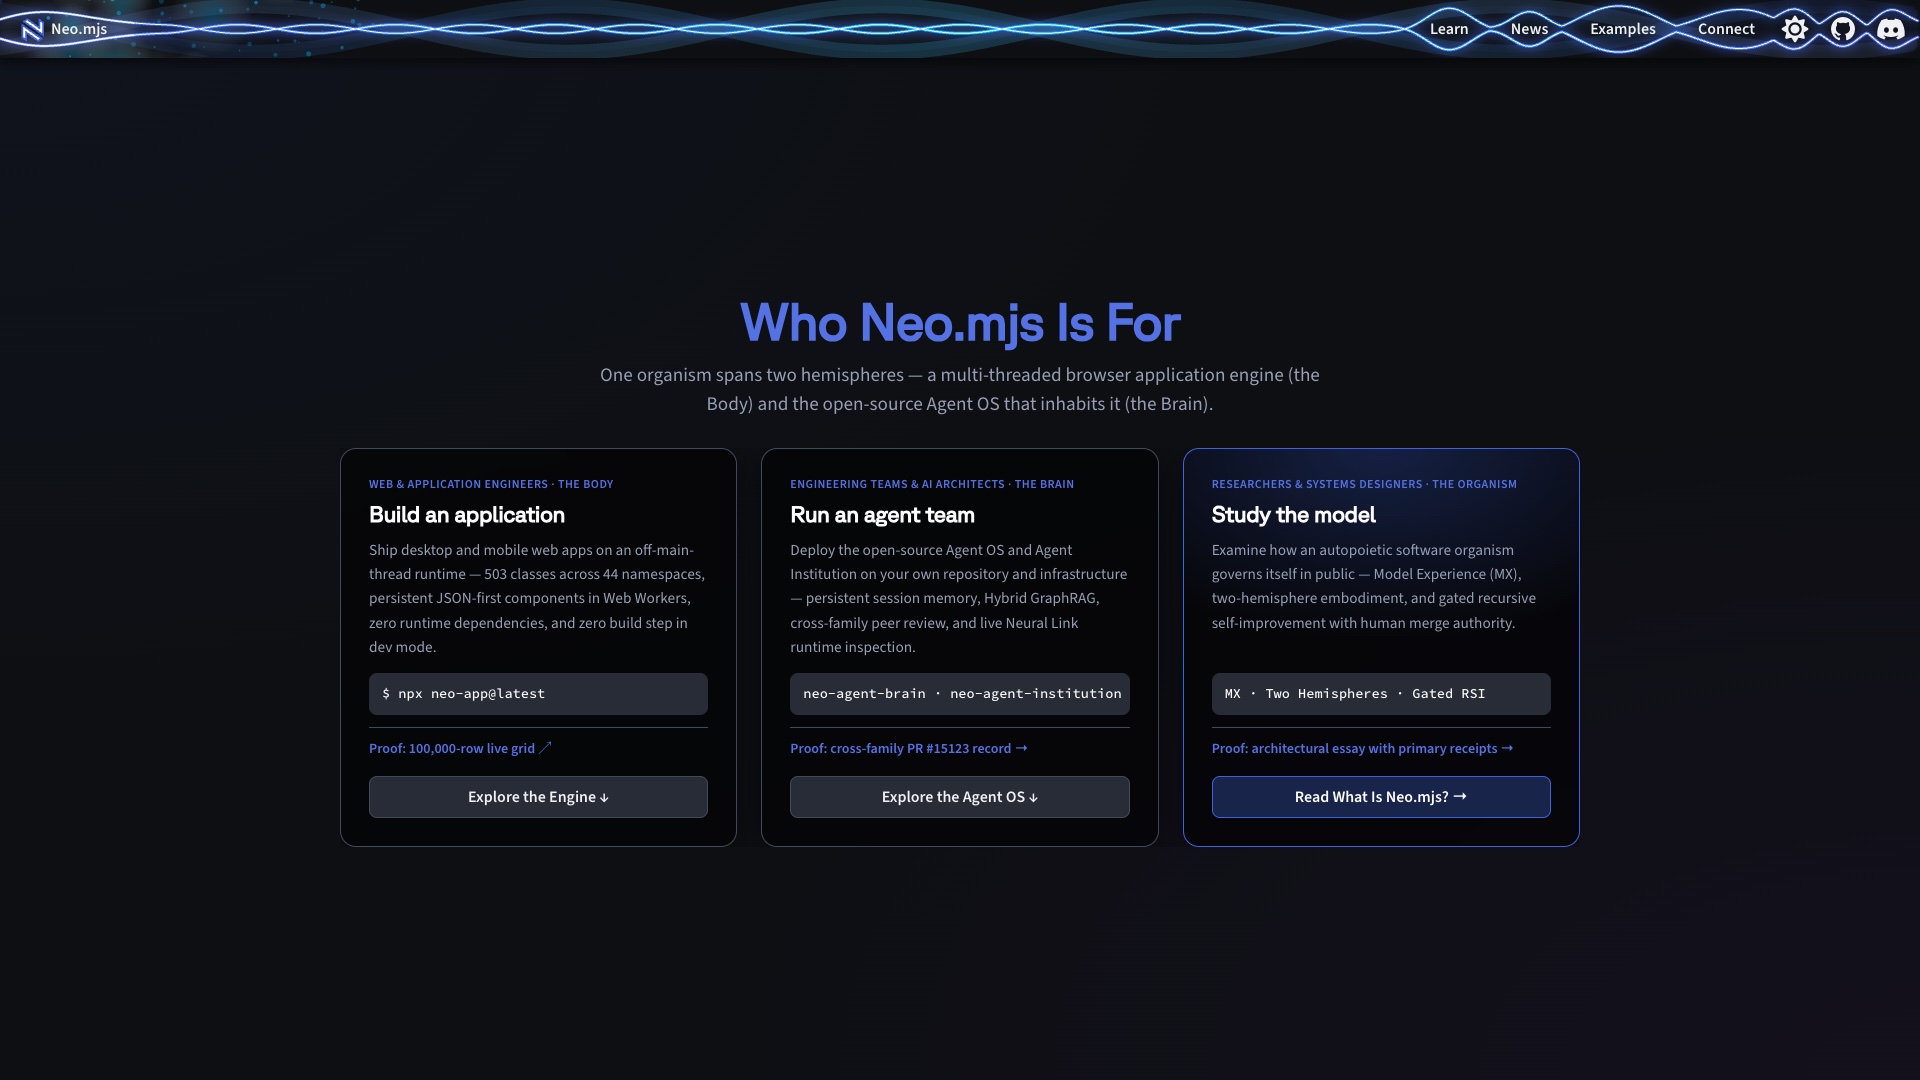 Neo.mjs
Learn
News
Examples
Connect
Who Neo.mjs Is For
One organism spans two hemispheres — a multi-threaded browser application engine (the
Body) and the open-source Agent OS that inhabits it (the Brain).
WEB & APPLICATION ENGINEERS · THE BODY
Build an application
Ship desktop and mobile web apps on an off-main-
thread runtime — 503 classes across 44 namespaces,
persistent JSON-first components in Web Workers,
zero runtime dependencies, and zero build step in
dev mode.
$ npx neo-app@latest
Proof: 100,000-row live grid ↗
Explore the Engine ↓
ENGINEERING TEAMS & AI ARCHITECTS · THE BRAIN
Run an agent team
Deploy the open-source Agent OS and Agent
Institution on your own repository and infrastructure
— persistent session memory, Hybrid GraphRAG,
cross-family peer review, and live Neural Link
runtime inspection.
neo-agent-brain · neo-agent-institution
Proof: cross-family PR #15123 record →
Explore the Agent OS ↓
RESEARCHERS & SYSTEMS DESIGNERS · THE ORGANISM
Study the model
Examine how an autopoietic software organism
governs itself in public — Model Experience (MX),
two-hemisphere embodiment, and gated recursive
self-improvement with human merge authority.
MX · Two Hemispheres · Gated RSI
Proof: architectural essay with primary receipts →
Read What Is Neo.mjs? →